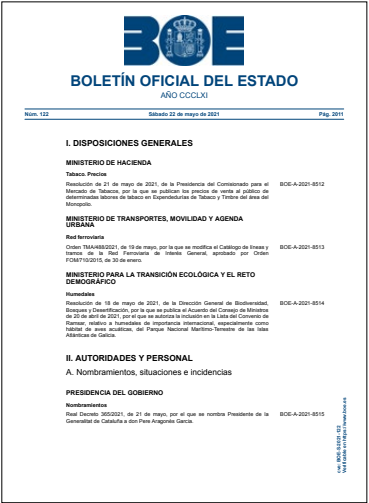 BOE
BOLETÍN OFICIAL DEL ESTADO
AÑO CCCLXI
Núm. 122 Sábado 22 de mayo de 2021 Pág. 2011
I. DISPOSICIONES GENERALES
MINISTERIO DE HACIENDA
Tabaco. Precios
Resolución de 21 de mayo de 2021, de la Presidencia del Comisionado para el BOE-A-2021-8512
Mercado de Tabacos, por la que se publican los precios de venta al público de
determinadas labores de tabaco en Expendedurías de Tabaco y Timbre del área del
Monopolio.
MINISTERIO DE TRANSPORTES, MOVILIDAD Y AGENDA
URBANA
Red ferroviaria
Orden TMA/488/2021, de 19 de mayo, por la que se modifica el Catálogo de líneas y BOE-A-2021-8513
tramos de la Red Ferroviaria de Interés General, aprobado por Orden
FOM/710/2015, de 30 de enero.
MINISTERIO PARA LA TRANSICIÓN ECOLÓGICA Y EL RETO
DEMOGRÁFICO
Humedales
Resolución de 18 de mayo de 2021, de la Dirección General de Biodiversidad, BOE-A-2021-8514
Bosques y Desertificación, por la que se publica el Acuerdo del Consejo de Ministros
de 20 de abril de 2021, por el que se autoriza la inclusión en la Lista del Convenio de
Ramsar, relativo a humedales de importancia internacional, especialmente como
hábitat de aves acuáticas, del Parque Nacional Marítimo-Terrestre de las Islas
Atlánticas de Galicia.
II. AUTORIDADES Y PERSONAL
A. Nombramientos, situaciones e incidencias
PRESIDENCIA DEL GOBIERNO
Nombramientos
Real Decreto 365/2021, de 21 de mayo, por el que se nombra Presidente de la BOE-A-2021-8515
Generalitat de Cataluña a don Pere Aragonès García.
cve: BOE-S-2021-122
Verificable en https://www.boe.es